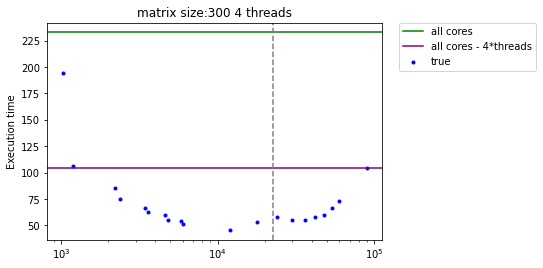 matrix size:300 4 threads
all cores
all cores - 4*threads
true
Execution time
225
200
175
150
125
100
75
50
10³
10⁴
10⁵